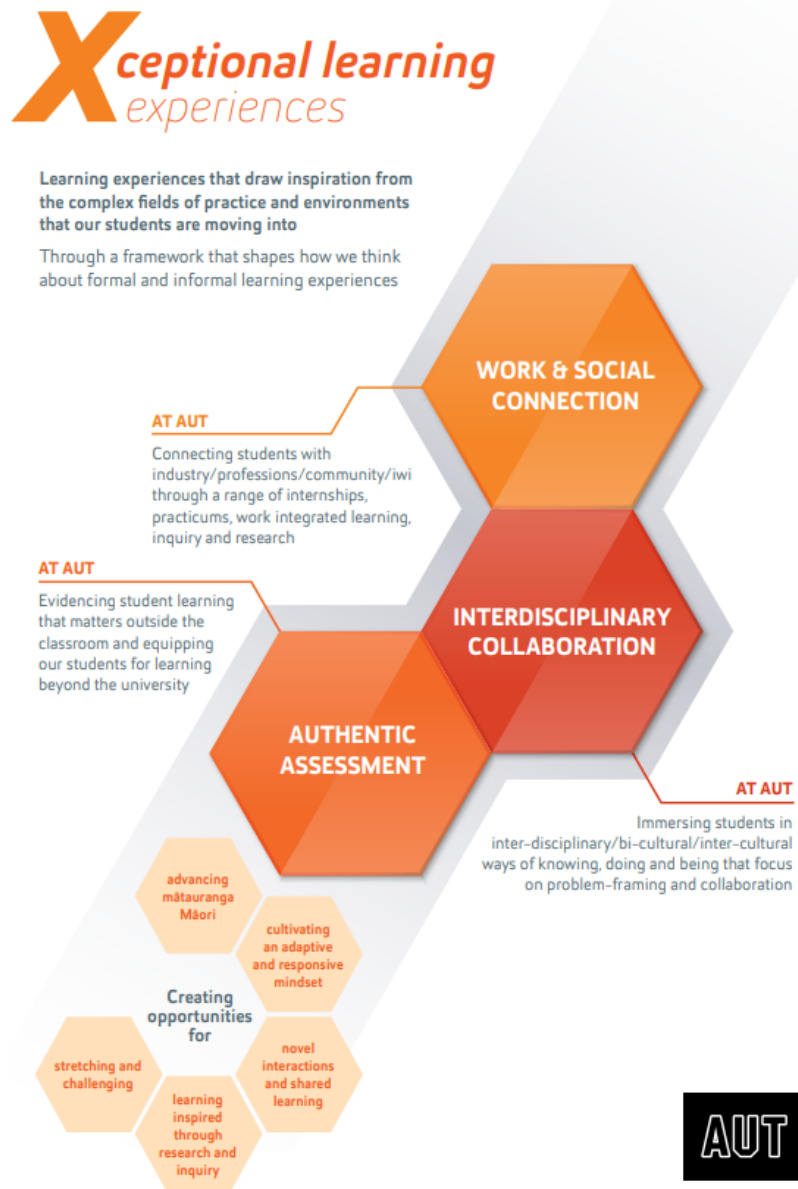 Xceptional learning
experiences
Learning experiences that draw inspiration from
the complex fields of practice and environments
that our students are moving into
Through a framework that shapes how we think
about formal and informal learning experiences
WORK & SOCIAL
CONNECTION
AT AUT
Connecting students with
industry/professions/community/iwi
through a range of internships,
practicums, work integrated learning,
inquiry and research
AT AUT
Evidencing student learning
that matters outside the
classroom and equipping
our students for learning
beyond the university
INTERDISCIPLINARY
COLLABORATION
AUTHENTIC
ASSESSMENT
AT AUT
Immersing students in
inter-disciplinary/bi-cultural/inter-cultural
ways of knowing, doing and being that focus
on problem-framing and collaboration
Creating
opportunities
for
advancing
mātauranga
Māori
cultivating
an adaptive
and responsive
mindset
novel
interactions
and shared
learning
learning
inspired
through
research and
inquiry
stretching and
challenging
AUT